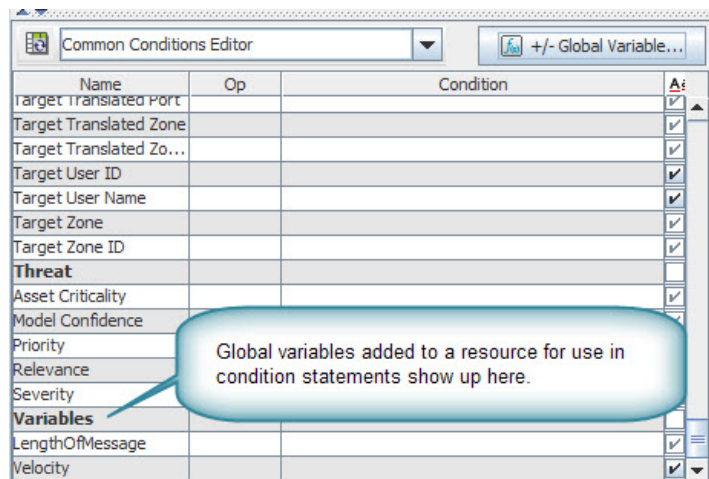 Common Conditions Editor
+/- Global Variable...
Name Op Condition
Target Translated Port
Target Translated Zone
Target Translated Zo...
Target User ID
Target User Name
Target Zone
Target Zone ID
Threat
Asset Criticality
Model Confidence
Priority
Relevance
Severity
Global variables added to a resource for use in
condition statements show up here.
Variables
LengthOfMessage
Velocity